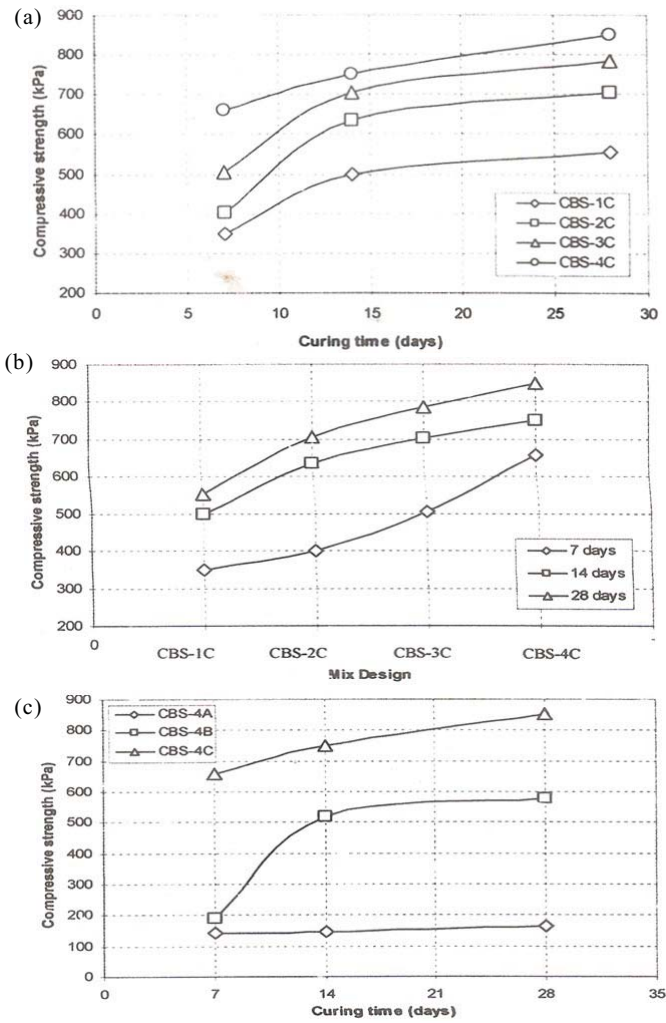 (a)
900
800
700
600
500
400
300
200
Compressive strength (kPa)
CBS-1C
CBS-2C
CBS-3C
CBS-4C
0 5 10 15 20 25 30
Curing time (days)
(b)
900
800
700
600
500
400
300
200
Compressive strength (kPa)
7 days
14 days
28 days
0 CBS-1C CBS-2C CBS-3C CBS-4C
Mix Design
(c)
900
800
700
600
500
400
300
200
100
0
Compressive strength (kPa)
CBS-4A
CBS-4B
CBS-4C
0 7 14 21 28 35
Curing time (days)